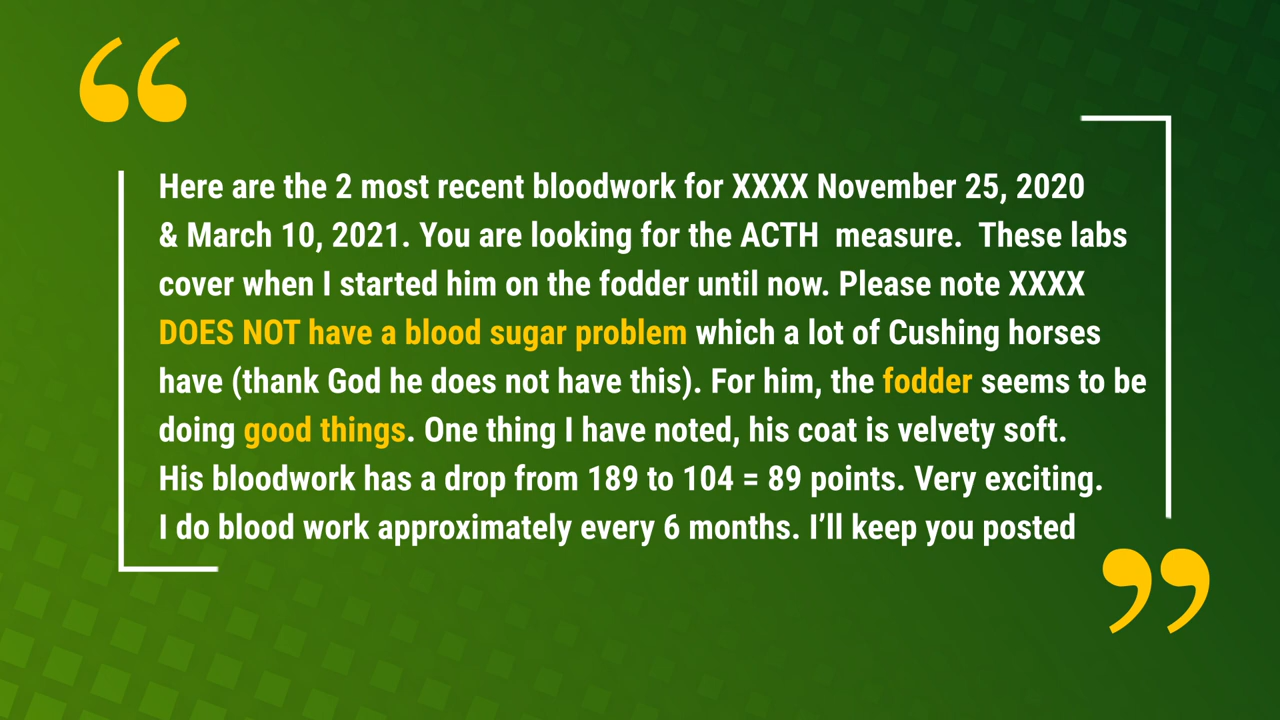 Here are the 2 most recent bloodwork for XXXX November 25, 2020
& March 10, 2021. You are looking for the ACTH  measure.  These labs
cover when I started him on the fodder until now. Please note XXXX
DOES NOT have a blood sugar problem which a lot of Cushing horses
have (thank God he does not have this). For him, the fodder seems to be
doing good things. One thing I have noted, his coat is velvety soft.
His bloodwork has a drop from 189 to 104 = 89 points. Very exciting.
I do blood work approximately every 6 months. I’ll keep you posted